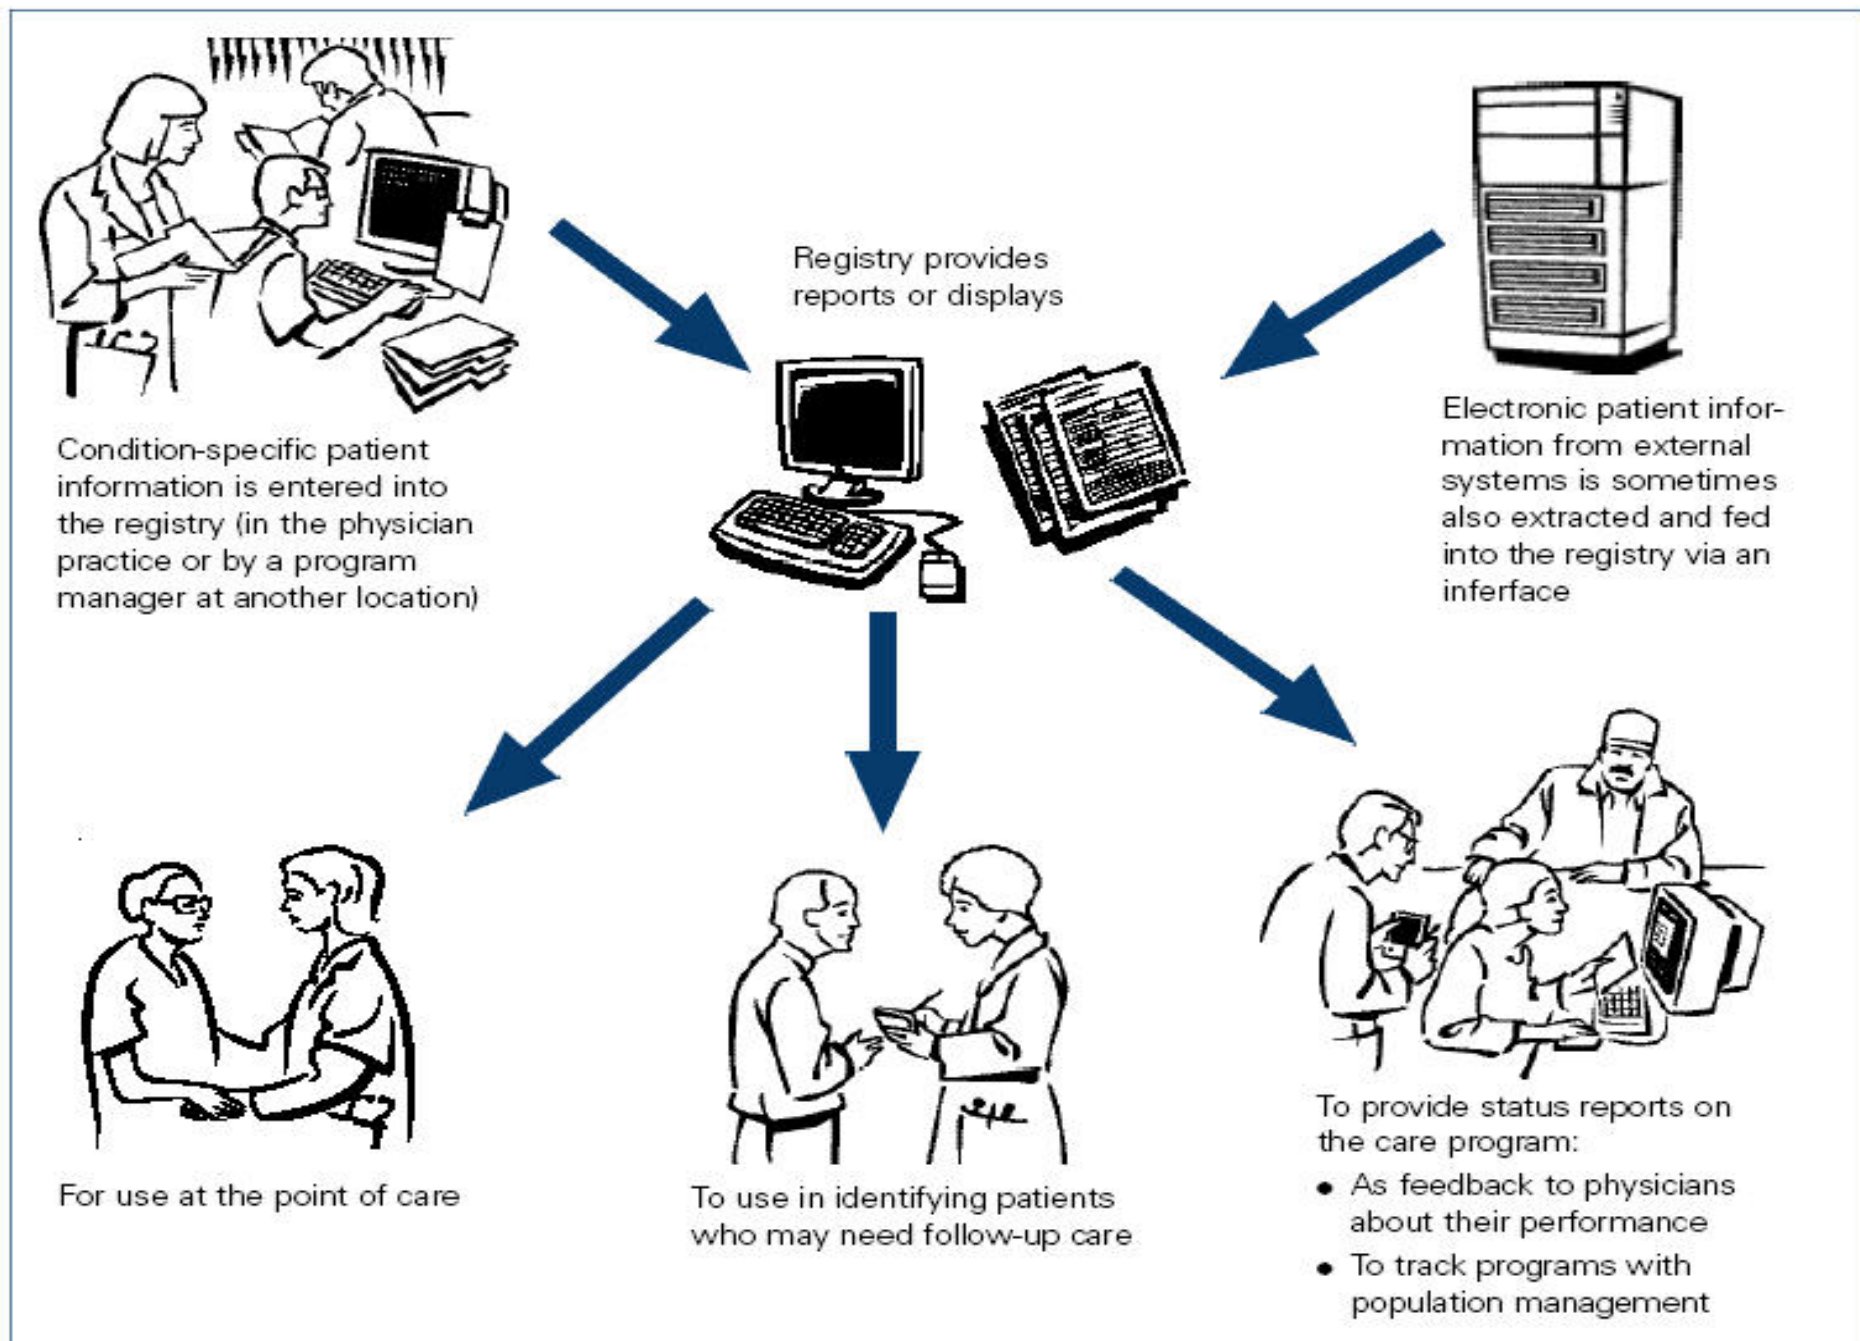 Registry provides
reports or displays
Condition-specific patient
information is entered into
the registry (in the physician
practice or by a program
manager at another location)
Electronic patient infor-
mation from external
systems is sometimes
also extracted and fed
into the registry via an
inferface
For use at the point of care
To use in identifying patients
who may need follow-up care
To provide status reports on
the care program:
• As feedback to physicians
about their performance
• To track programs with
population management